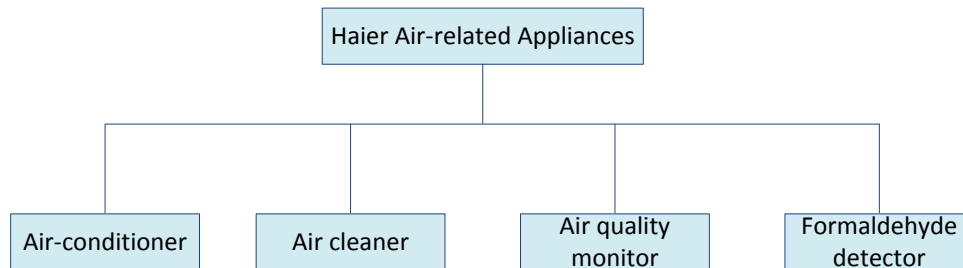 Haier Air-related Appliances
Air-conditioner
Air cleaner
Air quality
monitor
Formaldehyde
detector